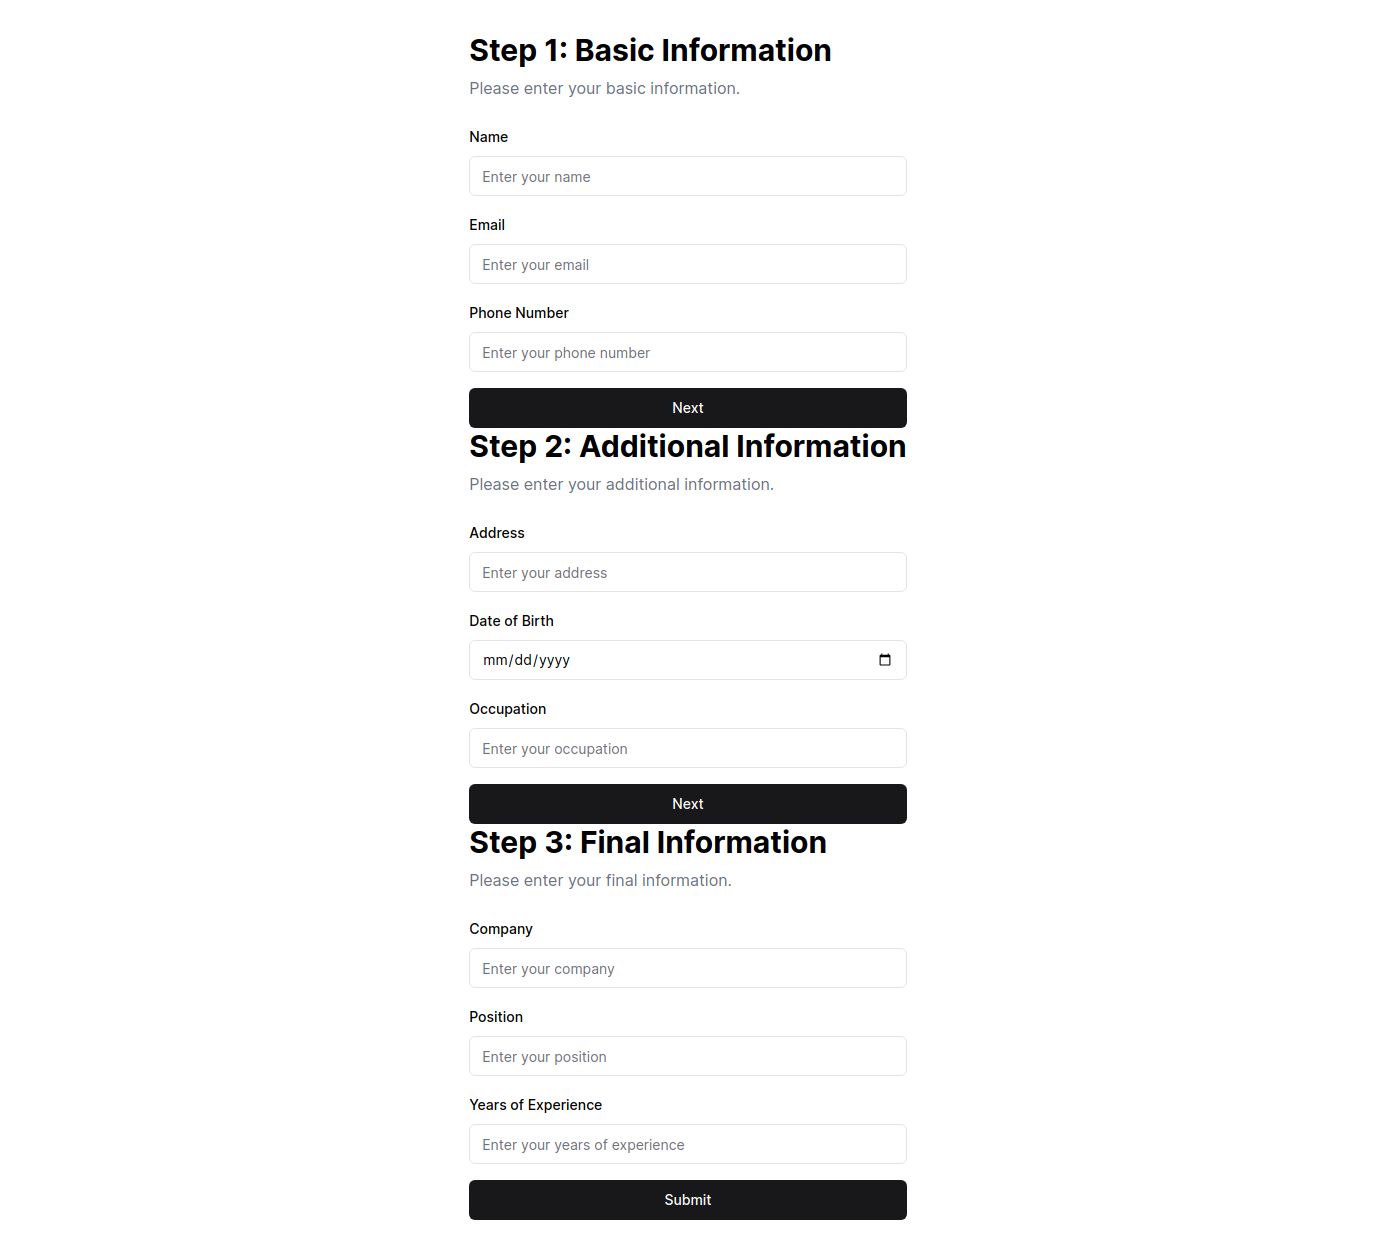 Step 1: Basic Information
Please enter your basic information.
Name
Enter your name
Email
Enter your email
Phone Number
Enter your phone number
Next
Step 2: Additional Information
Please enter your additional information.
Address
Enter your address
Date of Birth
mm/dd/yyyy
Occupation
Enter your occupation
Next
Step 3: Final Information
Please enter your final information.
Company
Enter your company
Position
Enter your position
Years of Experience
Enter your years of experience
Submit